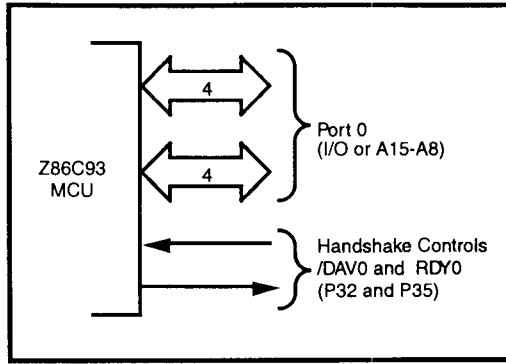 4
Port 0
(I/O or A15-A8)
Z86C93
MCU
4
Handshake Controls
/DAV0 and RDY0
(P32 and P35)